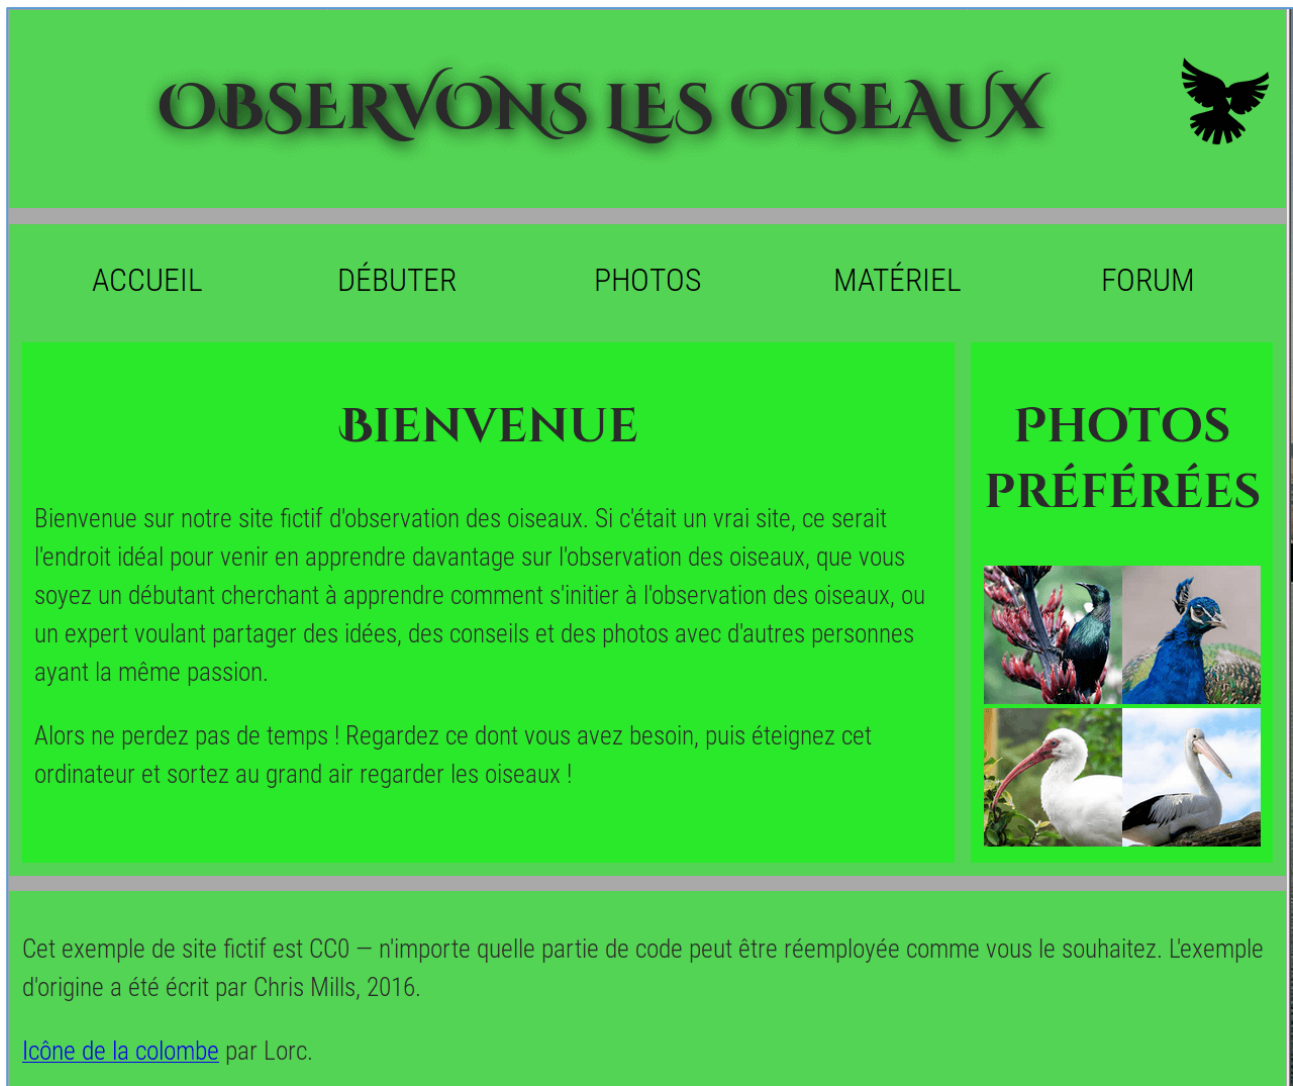 OBSERVONS LES OISEAUX
ACCUEIL DÉBUTER PHOTOS MATÉRIEL FORUM
BIENVENUE
Bienvenue sur notre site fictif d'observation des oiseaux. Si c'était un vrai site, ce serait
l'endroit idéal pour venir en apprendre davantage sur l'observation des oiseaux, que vous
soyez un débutant cherchant à apprendre comment s'initier à l'observation des oiseaux, ou
un expert voulant partager des idées, des conseils et des photos avec d'autres personnes
ayant la même passion.
Alors ne perdez pas de temps ! Regardez ce dont vous avez besoin, puis éteignez cet
ordinateur et sortez au grand air regarder les oiseaux !
PHOTOS
PRÉFÉRÉES
Cet exemple de site fictif est CC0 — n'importe quelle partie de code peut être réemployée comme vous le souhaitez. L'exemple
d'origine a été écrit par Chris Mills, 2016.
Icône de la colombe par Lorc.